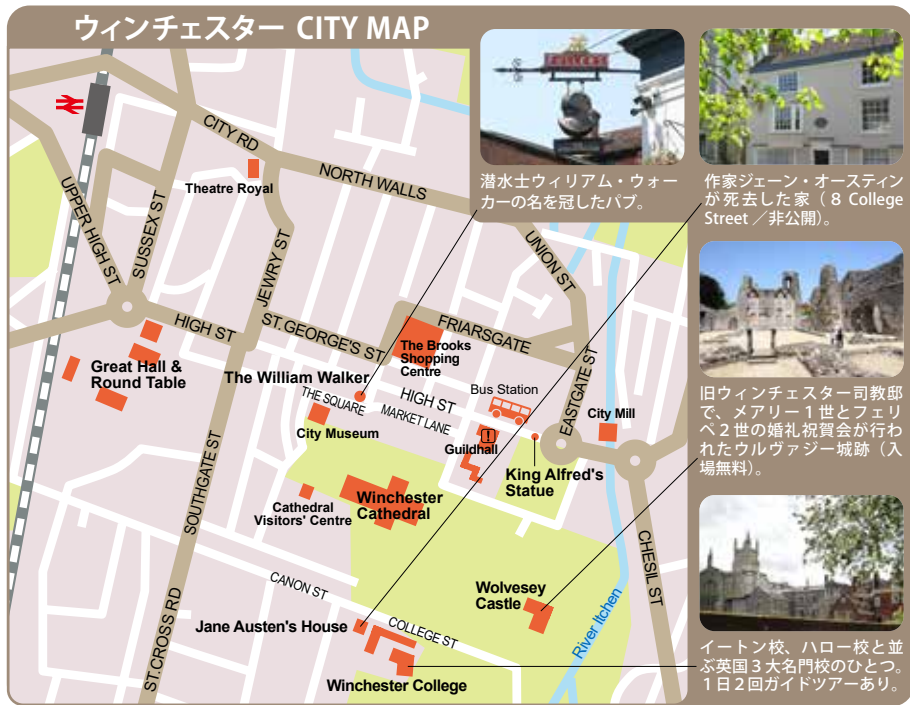 ウィンチェスター CITY MAP
潜水士ウィリアム・ウォー
カーの名を冠したパブ。
作家ジェーン・オースティン
が死去した家（8 College
Street ／非公開）。
旧ウィンチェスター司教邸
で、メアリー1世とフェリ
ペ2世の婚礼祝賀会が行わ
れたウルヴァジー城跡（入
場無料）。
イートン校、ハロー校と並
ぶ英国3大名門校のひとつ。
1日2回ガイドツアーあり。
CITY RD
Theatre Royal
NORTH WALLS
UPPER HIGH ST
SUSSEX ST
JEWRY ST
UNION ST
HIGH ST
ST.GEORGE'S ST
FRIARSGATE
The Brooks
Shopping
Centre
Great Hall &
Round Table
The William Walker
THE SQUARE
HIGH ST
MARKET LANE
Bus Station
EASTGATE ST
City Mill
City Museum
Guildhall
King Alfred's
Statue
SOUTHGATE ST
Cathedral
Visitors' Centre
Winchester
Cathedral
CHESIL ST
CANON ST
Wolvesey
Castle
River Itchen
Jane Austen's House
COLLEGE ST
ST.CROSS RD
Winchester College